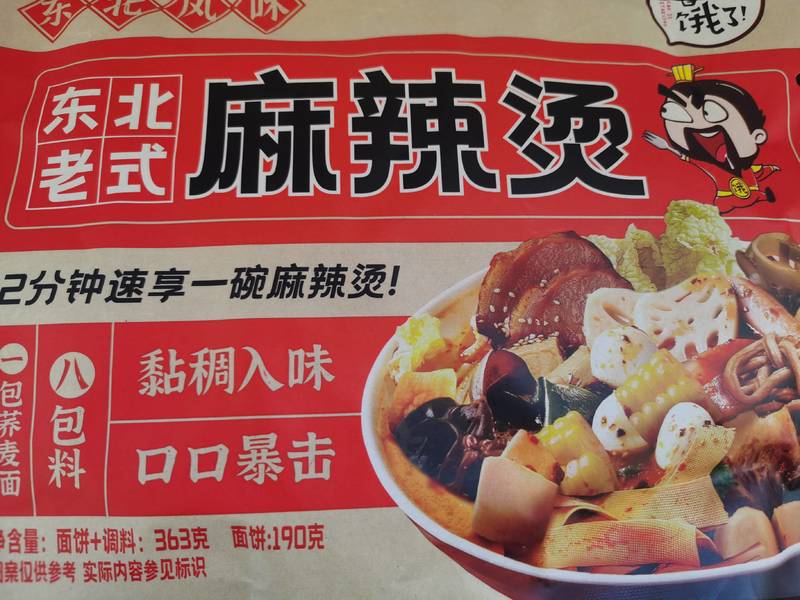 东北风味
饿了!
东北
老式
麻辣烫
2分钟速享一碗麻辣烫!
一包荞麦面
八包料
黏稠入味
口口暴击
净含量: 面饼+调料: 363克 面饼:190克
图案仅供参考 实际内容参见标识